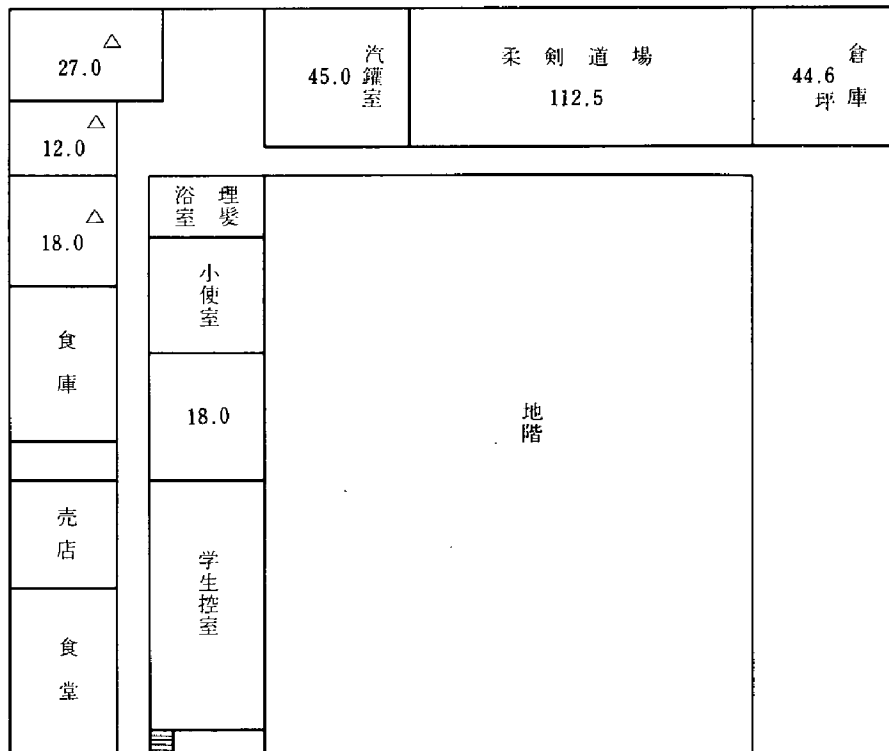 △
27.0
汽鑵室
45.0
柔剣道場
112.5
倉庫
44.6
坪
△
12.0
△
18.0
浴室
理髪
小使室
食庫
18.0
地階
売店
学生控室
食堂